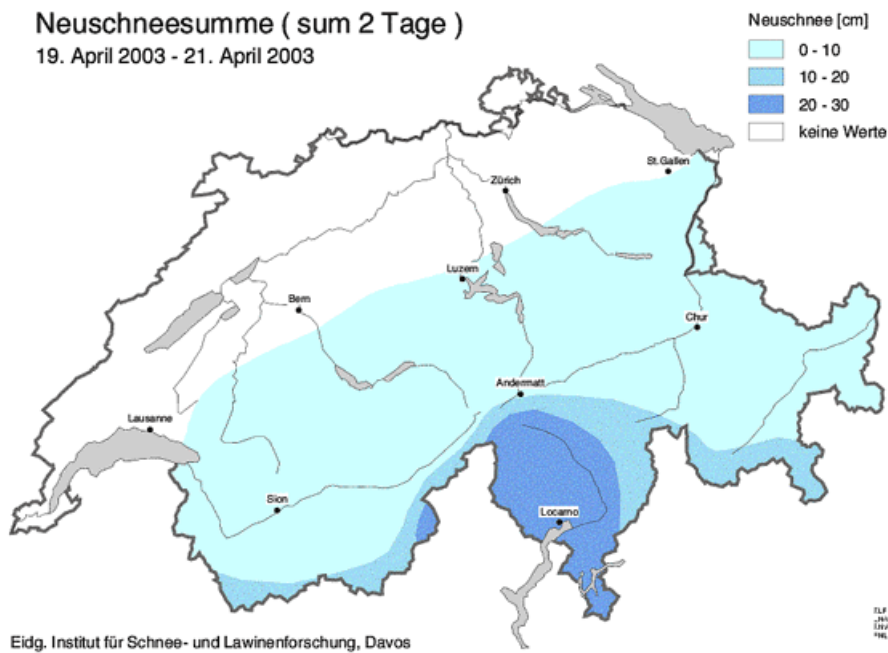 Neuschneesumme ( sum 2 Tage )
19. April 2003 - 21. April 2003
Neuschnee [cm]
0 - 10
10 - 20
20 - 30
keine Werte
St.Gallen
Zürich
Luzern
Bern
Chur
Andermatt
Lausanne
Sion
Locarno
Eidg. Institut für Schnee- und Lawinenforschung, Davos